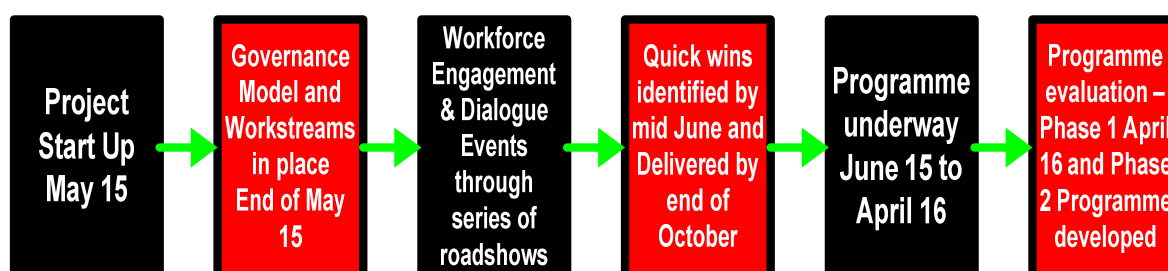 Project
Start Up
May 15
Governance
Model and
Workstreams
in place
End of May
15
Workforce
Engagement
& Dialogue
Events
through
series of
roadshows
Quick wins
identified by
mid June and
Delivered by
end of
October
Programme
underway
June 15 to
April 16
Programme
evaluation –
Phase 1 April
16 and Phase
2 Programme
developed